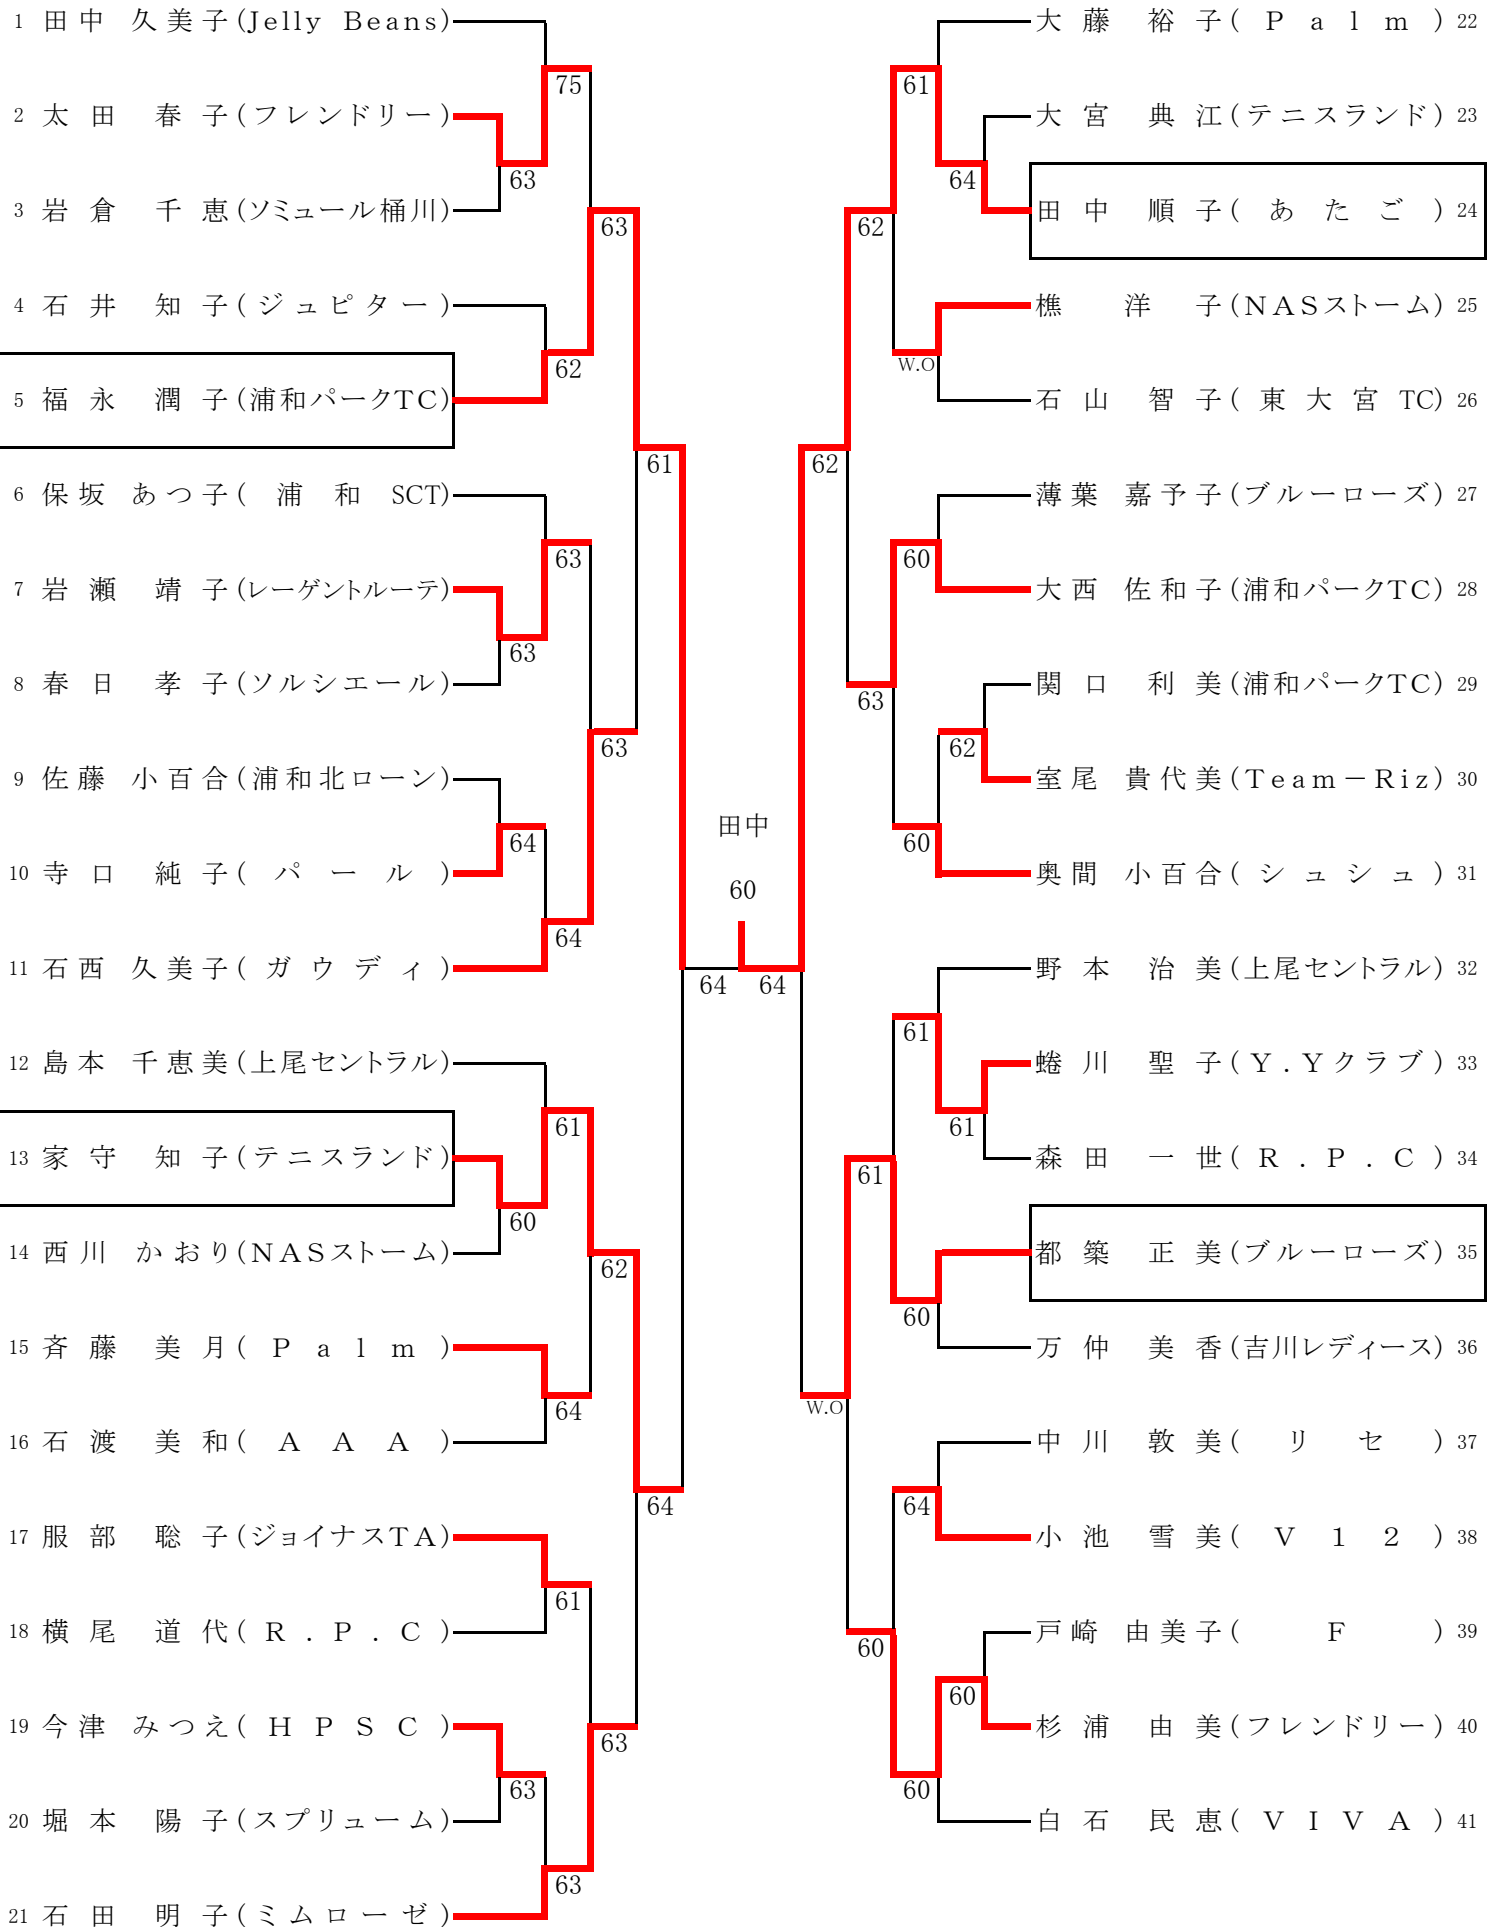 1 田中 久美子(Jelly Beans)
75
2 太田 春子(フレンドリー)
63
3 岩倉 千恵(ソミュール桶川)
63
4 石井 知子(ジュピター)
62
5 福永 潤子(浦和パークTC)
61
6 保坂 あつ子(浦和 SCT)
63
7 岩瀬 靖子(レーゲントルーテ)
63
8 春日 孝子(ソルシエール)
63
9 佐藤 小百合(浦和北ローン)
64
10 寺口 純子(パール)
64
11 石西 久美子(ガウディ)
12 島本 千恵美(上尾セントラル)
61
13 家守 知子(テニスランド)
60
14 西川 かおり(NASストーム)
62
15 斉藤 美月(Palm)
64
16 石渡 美和(AAA)
64
17 服部 聡子(ジョイナスTA)
61
18 横尾 道代(R.P.C)
19 今津 みつえ(HPSC)
63
63
20 堀本 陽子(スプリューム)
63
21 石田 明子(ミムローゼ)
田中
60
64 64
大藤 裕子(Palm) 22
61
大宮 典江(テニスランド) 23
64
田中 順子(あたご) 24
62
樵 洋子(NASストーム) 25
W.O
石山 智子(東大宮TC) 26
62
薄葉 嘉予子(ブルーローズ) 27
60
大西 佐和子(浦和パークTC) 28
関口 利美(浦和パークTC) 29
63
62
室尾 貴代美(Team-Riz) 30
60
奥間 小百合(シュシュ) 31
野本 治美(上尾セントラル) 32
61
蜷川 聖子(Y.Yクラブ) 33
61
森田 一世(R.P.C) 34
61
都築 正美(ブルーローズ) 35
60
万仲 美香(吉川レディース) 36
W.O
中川 敦美(リセ) 37
64
小池 雪美(V12) 38
戸崎 由美子(F) 39
60
60
杉浦 由美(フレンドリー) 40
60
白石 民恵(VIVA) 41